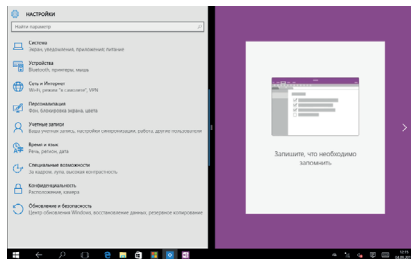 НАСТРОЙКИ
Найти параметр
Система
Экран, уведомления, приложения, питание
Устройства
Bluetooth, принтеры, мышь
Сеть и Интернет
Wi-Fi, режим "в самолете", VPN
Персонализация
Фон, блокировка экрана, цвета
Учетные записи
Ваша учетная запись, настройки синхронизации, работа, другие пользователи
Время и язык
Речь, регион, дата
Специальные возможности
Экранный диктор, лупа, высокая контрастность
Конфиденциальность
Расположение, камера
Обновление и безопасность
Центр обновления Windows, восстановление данных, резервное копирование
Запишите, что необходимо
запомнить